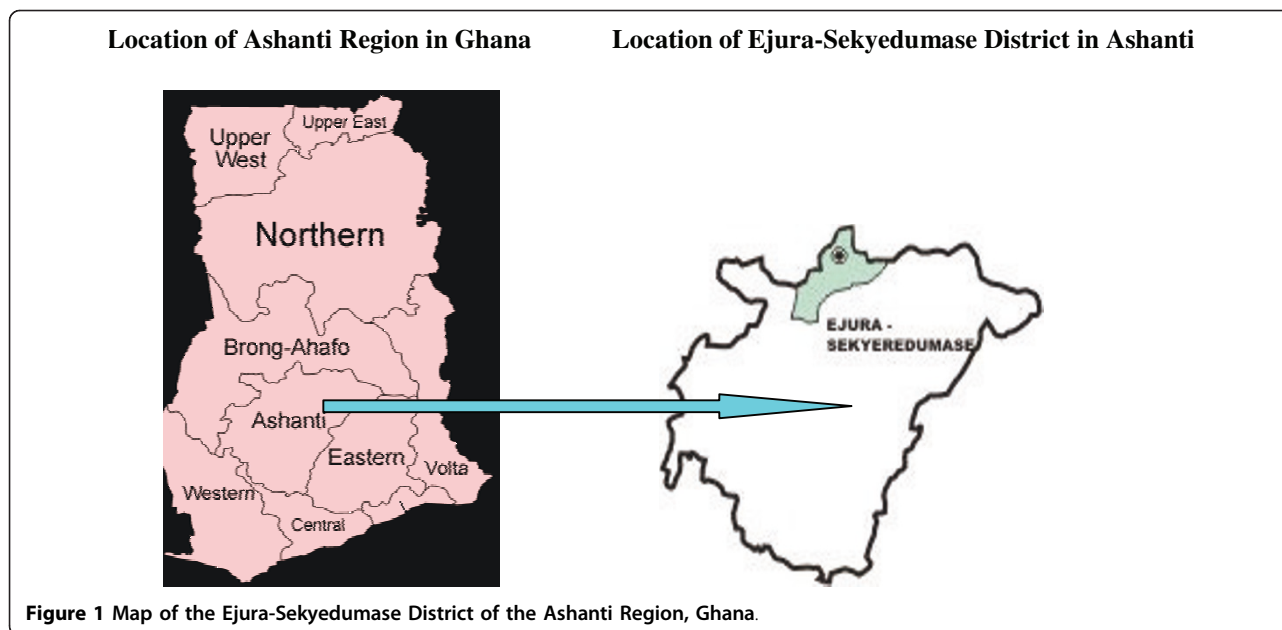 Location of Ashanti Region in Ghana
Location of Ejura-Sekyedumase District in Ashanti
Upper East
Upper
West
Northern
Brong-Ahafo
Ashanti
Eastern
Volta
Western
Central
EJURA -
SEKYEREDUMASE
Figure 1 Map of the Ejura-Sekyedumase District of the Ashanti Region, Ghana.